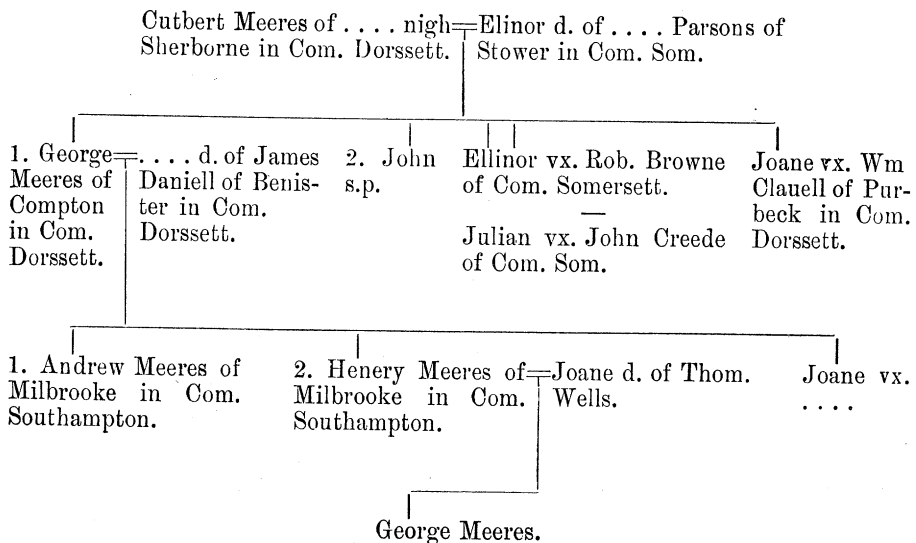 Cutbert Meeres of . . . . nigh
Sherborne in Com. Dorssett.
Elinor d. of . . . . Parsons of
Stower in Com. Som.
1. George
Meeres of
Compton
in Com.
Dorssett.
. . . . d. of James
Daniell of Benis-
ter in Com.
Dorssett.
2. John
s.p.
Ellinor vx. Rob. Browne
of Com. Somersett.
—
Julian vx. John Creede
of Com. Som.
Joane vx. Wm
Clauell of Pur-
beck in Com.
Dorssett.
1. Andrew Meeres of
Milbrooke in Com.
Southampton.
2. Henery Meeres of
Milbrooke in Com.
Southampton.
Joane d. of Thom.
Wells.
Joane vx.
. . . .
George Meeres.